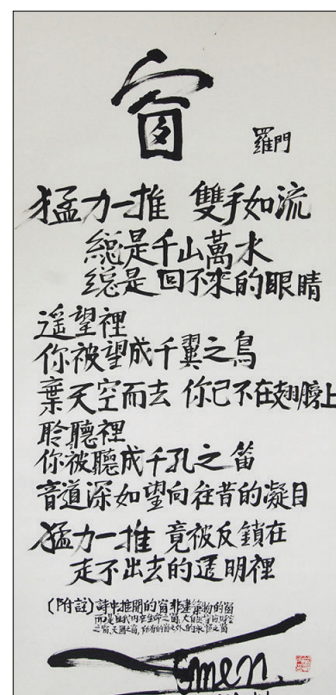 窗
羅門
猛力一推 雙手如流
總是千山萬水
總是回不來的眼睛
遥望裡
你被望成千翼之鳥
棄天空而去 你已不在翅膀上
聆聽裡
你被聽成千孔之笛
音道深如望向往昔的凝目
猛力一推 竟被反鎖在
走不出去的透明裡
(附註)詩中推開的窗非建築物的窗